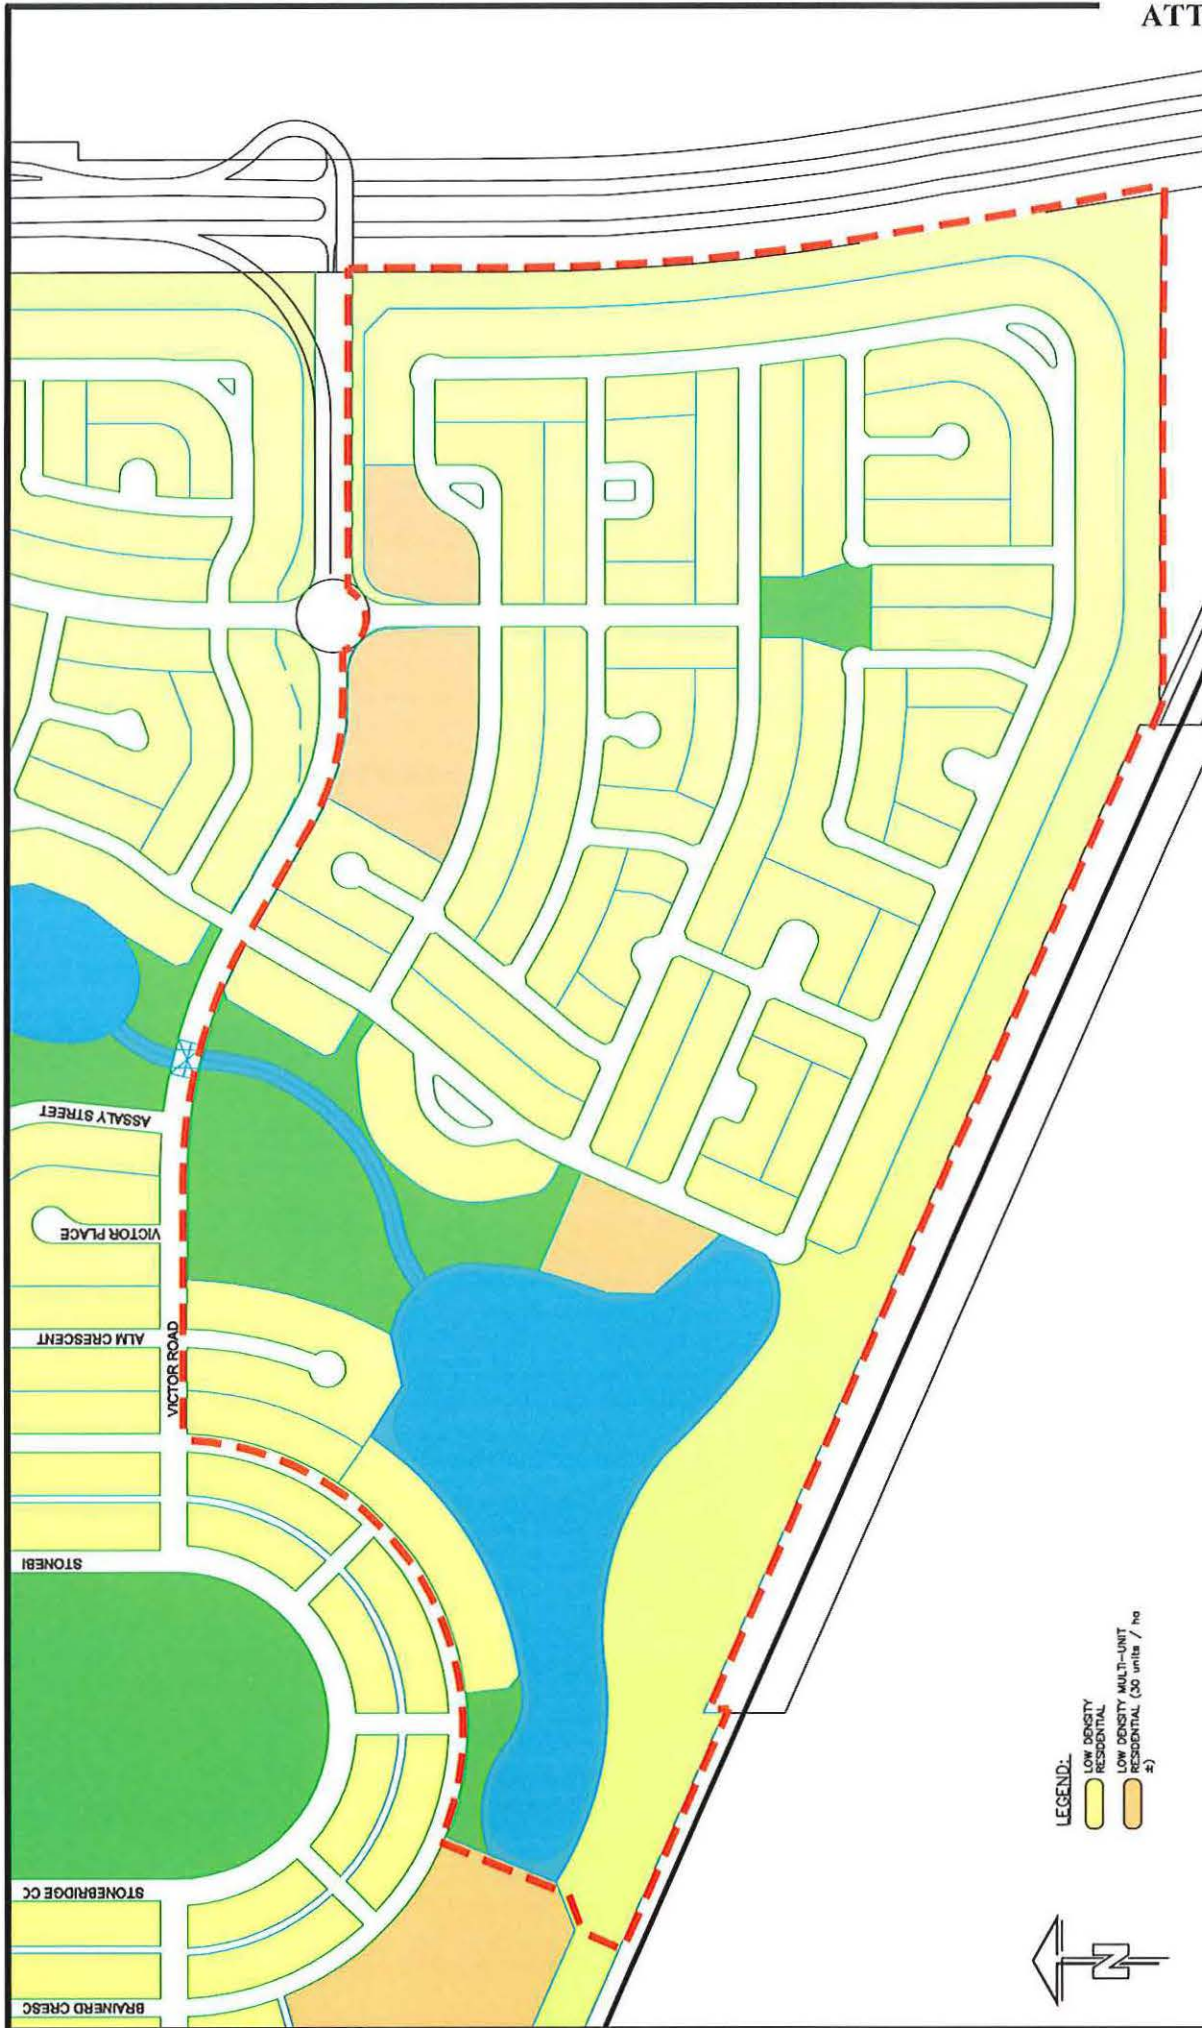 ATT
ASSALY STREET
VICTOR PLACE
ALM CRESCENT
VICTOR ROAD
STONEBI
STONEBRIDGE CC
BRAINERD CRESC
LEGEND:
LOW DENSITY
RESIDENTIAL
LOW DENSITY MULTI-UNIT
RESIDENTIAL (30 units / ha
±)
N